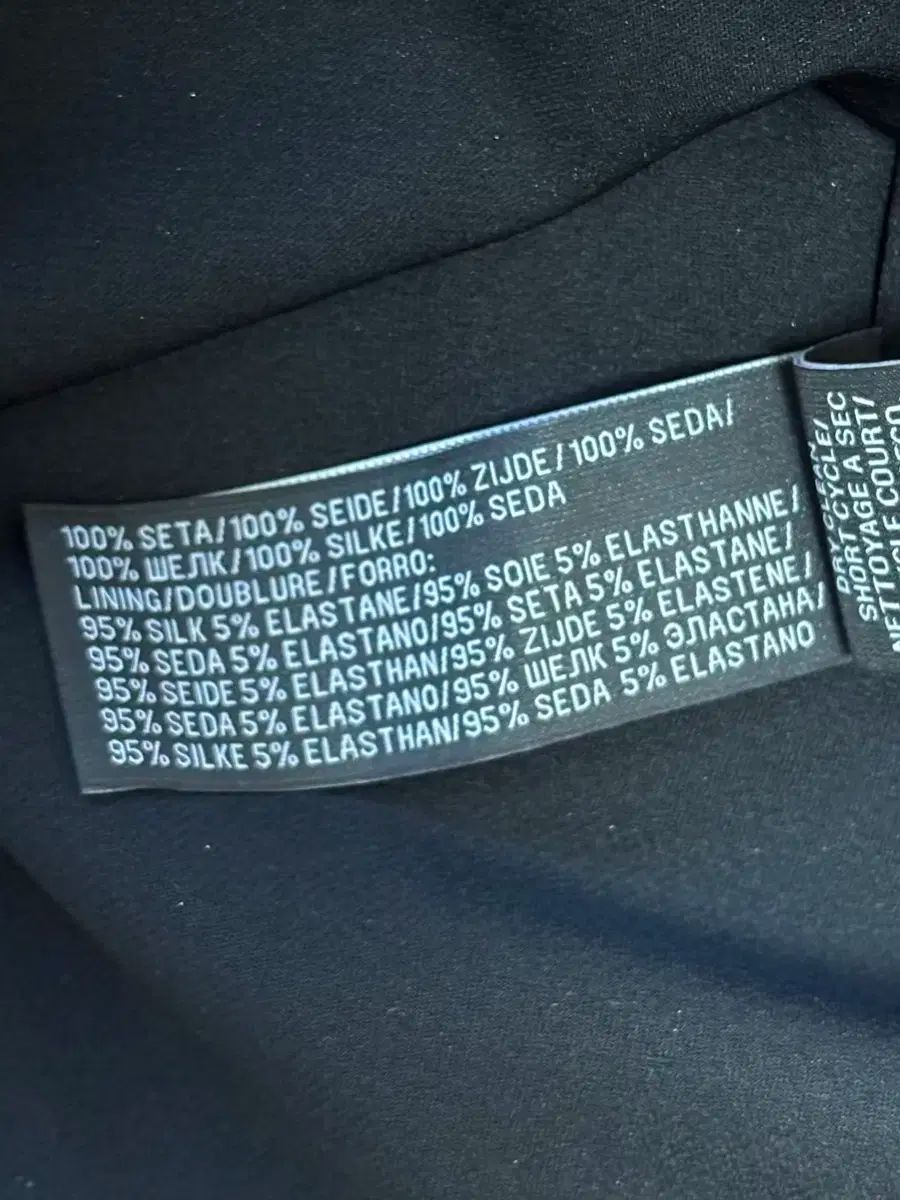 100% SETA/100% SEIDE/100% ZIJDE/100% SEDA/
100% ШЕЛК/100% SILKE/100% SEDA
LINING/DOUBLURE/FORRO:
95% SILK 5% ELASTANE/95% SOIE 5% ELASTHANNE/
95% SEDA 5% ELASTANO/95% SETA 5% ELASTANE/
95% SEIDE 5% ELASTHAN/95% ZIJDE 5% ELASTENE/
95% SEDA 5% ELASTANO/95% ШЕЛК 5% ЭЛАСТАНА/
95% SILKE 5% ELASTHAN/95% SEDA 5% ELASTANO
SHORT CYCLE/
NETTOYAGE A SEC
CYCLE COURT/